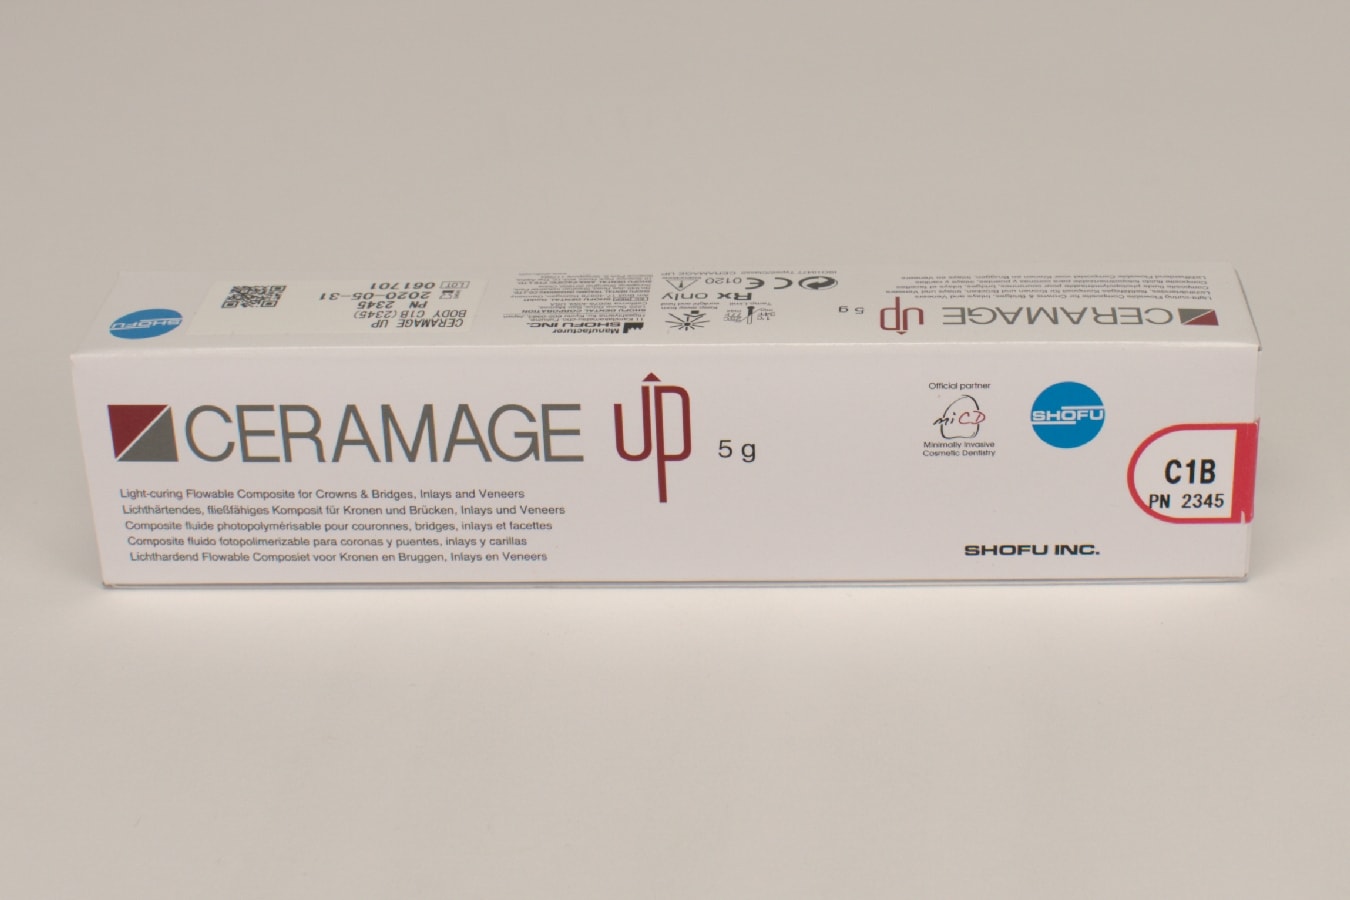 SHOFU
CERAMAGE UP
BODY C1B (2345)
PN 2345
2020-05-31
LOT 061701
Manufacturer
SHOFU INC.
Rx only
0120
CERAMAGE UP
5 g
CERAMAGE UP 5 g
Light-curing Flowable Composite for Crowns & Bridges, Inlays and Veneers
Lichthärtendes, fließfähiges Komposit für Kronen und Brücken, Inlays und Veneers
Composite fluide photopolymérisable pour couronnes, bridges, inlays et facettes
Composite fluido fotopolimerizable para coronas y puentes, inlays y carillas
Lichthardend Flowable Composiet voor Kronen en Bruggen, Inlays en Veneers
Official partner
miCD
Minimally Invasive
Cosmetic Dentistry
SHOFU
C1B
PN 2345
SHOFU INC.